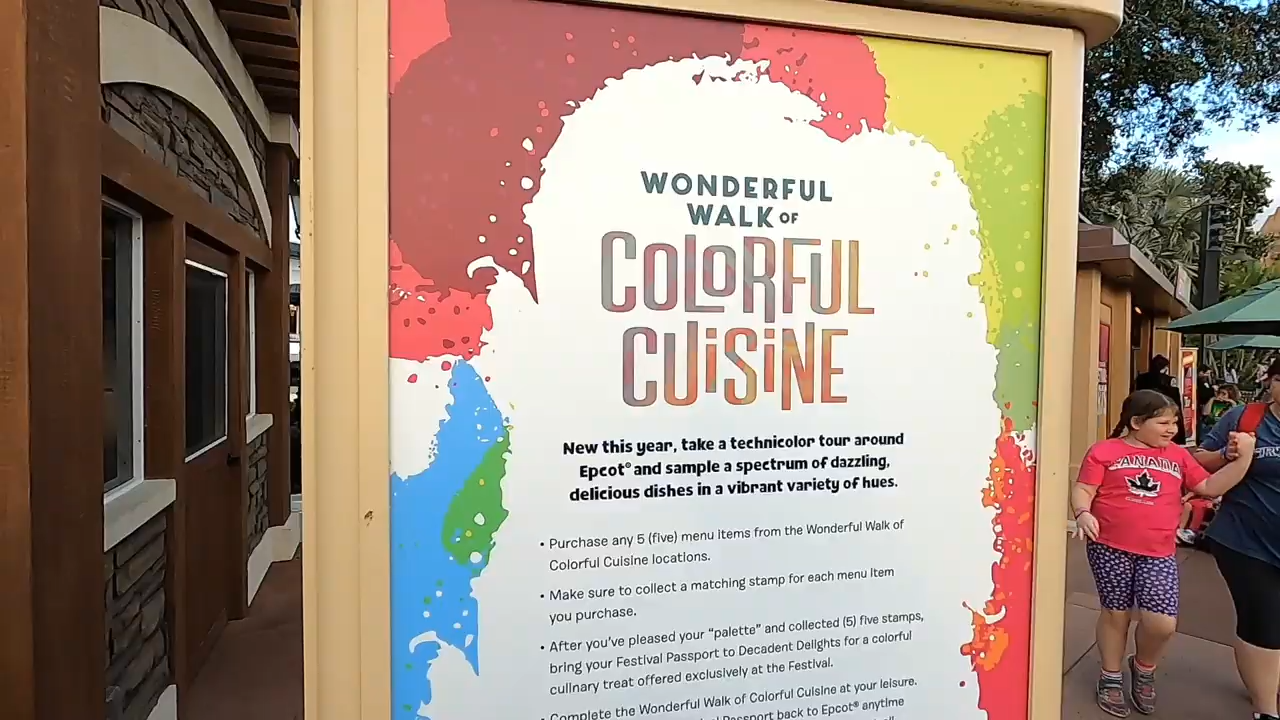 WONDERFUL
WALK OF
COLORFUL
CUISINE
New this year, take a technicolor tour around
Epcot® and sample a spectrum of dazzling,
delicious dishes in a vibrant variety of hues.
• Purchase any 5 (five) menu items from the Wonderful Walk of
Colorful Cuisine locations.
• Make sure to collect a matching stamp for each menu item
you purchase.
• After you've pleased your "palette" and collected (5) five stamps,
bring your Festival Passport to Decadent Delights for a colorful
culinary treat offered exclusively at the Festival.
• Complete the Wonderful Walk of Colorful Cuisine at your leisure.
Passport back to Epcot® anytime
CANADA